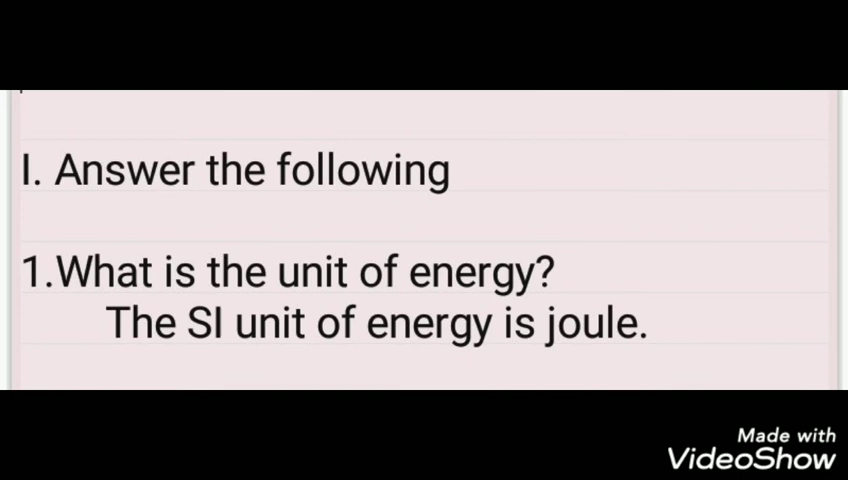 I. Answer the following
1.What is the unit of energy?
The SI unit of energy is joule.
Made with
VideoShow